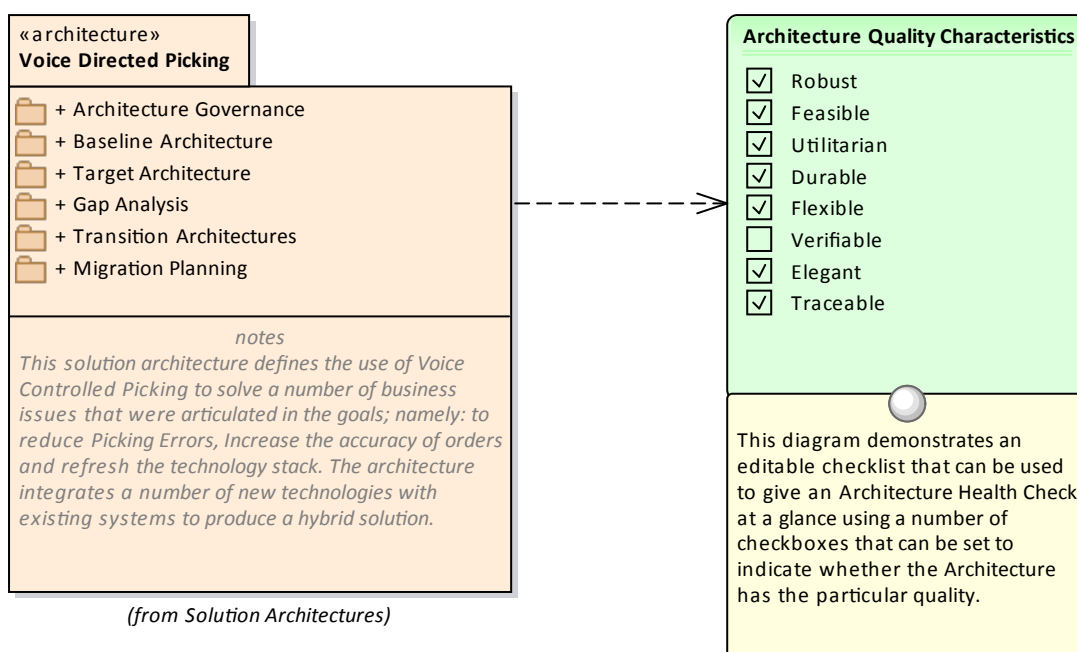 «architecture»
Voice Directed Picking
+ Architecture Governance
+ Baseline Architecture
+ Target Architecture
+ Gap Analysis
+ Transition Architectures
+ Migration Planning
notes
This solution architecture defines the use of Voice
Controlled Picking to solve a number of business
issues that were articulated in the goals; namely: to
reduce Picking Errors, Increase the accuracy of orders
and refresh the technology stack. The architecture
integrates a number of new technologies with
existing systems to produce a hybrid solution.
(from Solution Architectures)
Architecture Quality Characteristics
Robust
Feasible
Utilitarian
Durable
Flexible
Verifiable
Elegant
Traceable
This diagram demonstrates an
editable checklist that can be used
to give an Architecture Health Check
at a glance using a number of
checkboxes that can be set to
indicate whether the Architecture
has the particular quality.